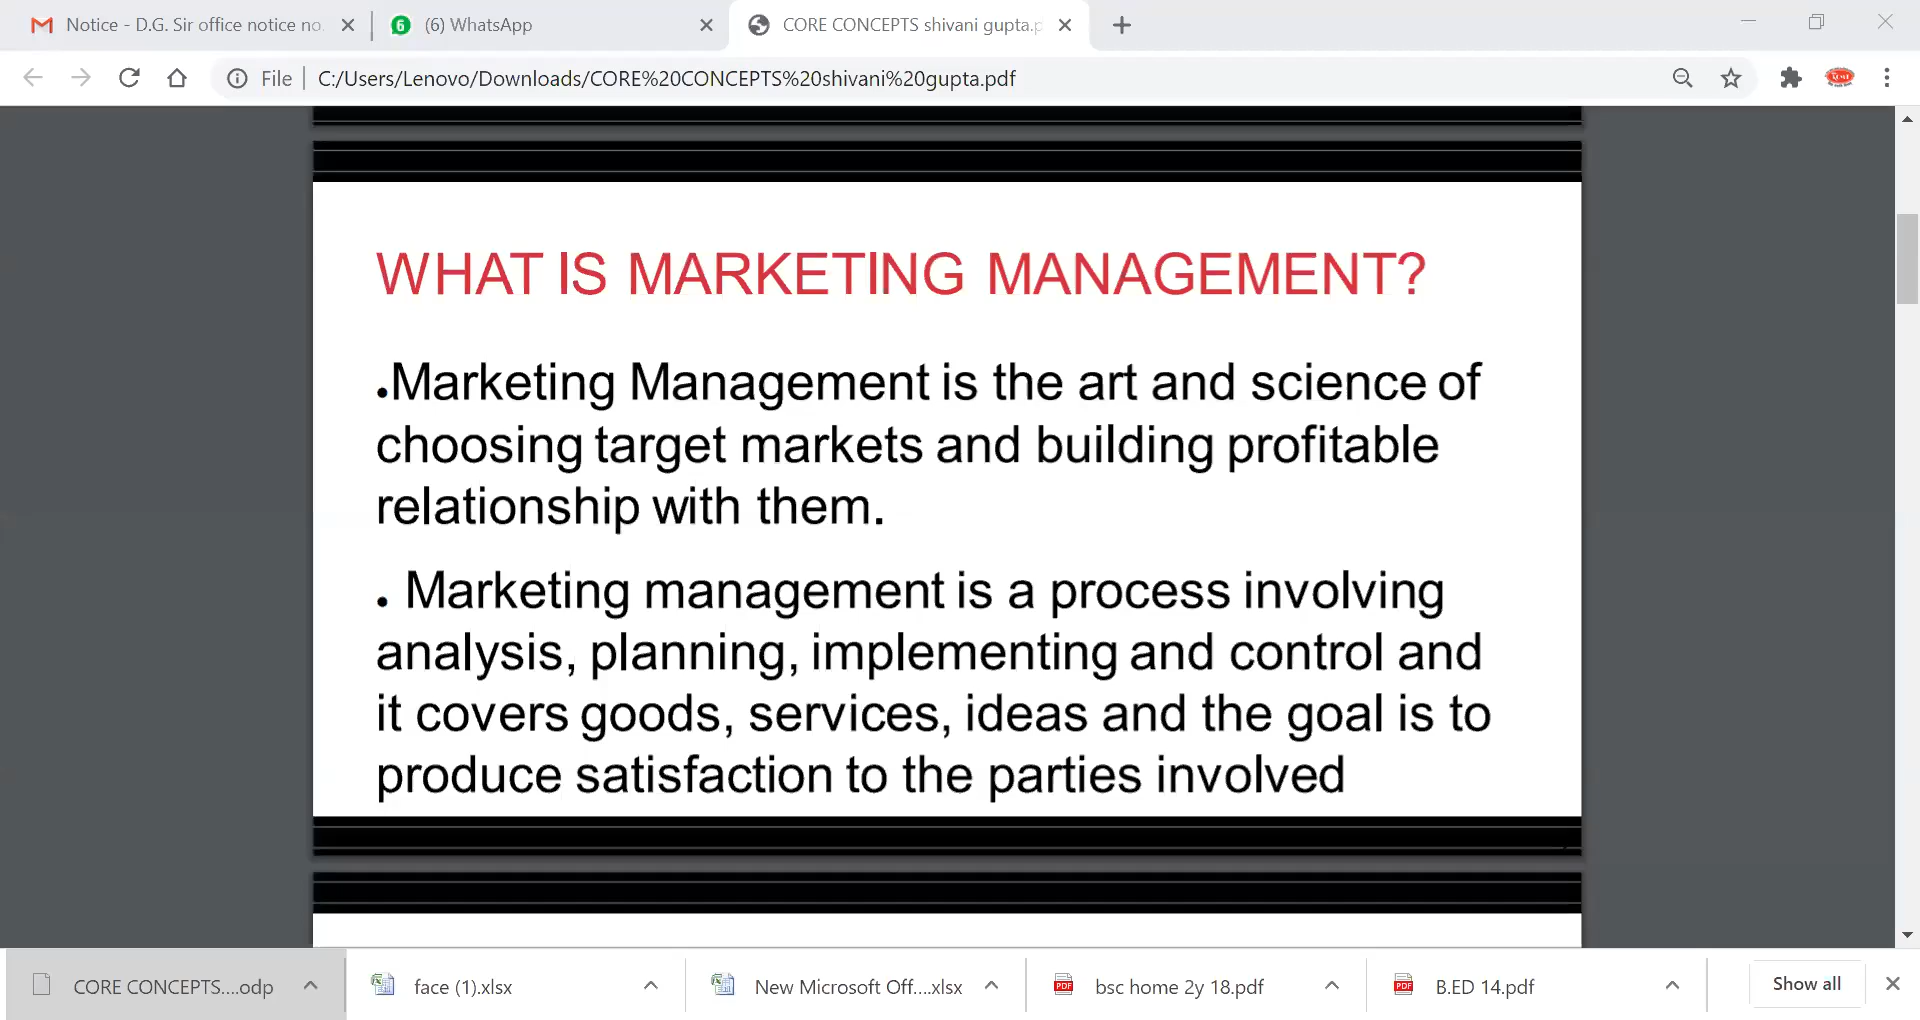 Notice - D.G. Sir office notice no.
(6) WhatsApp
CORE CONCEPTS shivani gupta.p
File
C:/Users/Lenovo/Downloads/CORE%20CONCEPTS%20shivani%20gupta.pdf
WHAT IS MARKETING MANAGEMENT?
•Marketing Management is the art and science of
choosing target markets and building profitable
relationship with them.
• Marketing management is a process involving
analysis, planning, implementing and control and
it covers goods, services, ideas and the goal is to
produce satisfaction to the parties involved
CORE CONCEPTS....odp
face (1).xlsx
New Microsoft Off....xlsx
PDF
bsc home 2y 18.pdf
PDF
B.ED 14.pdf
Show all